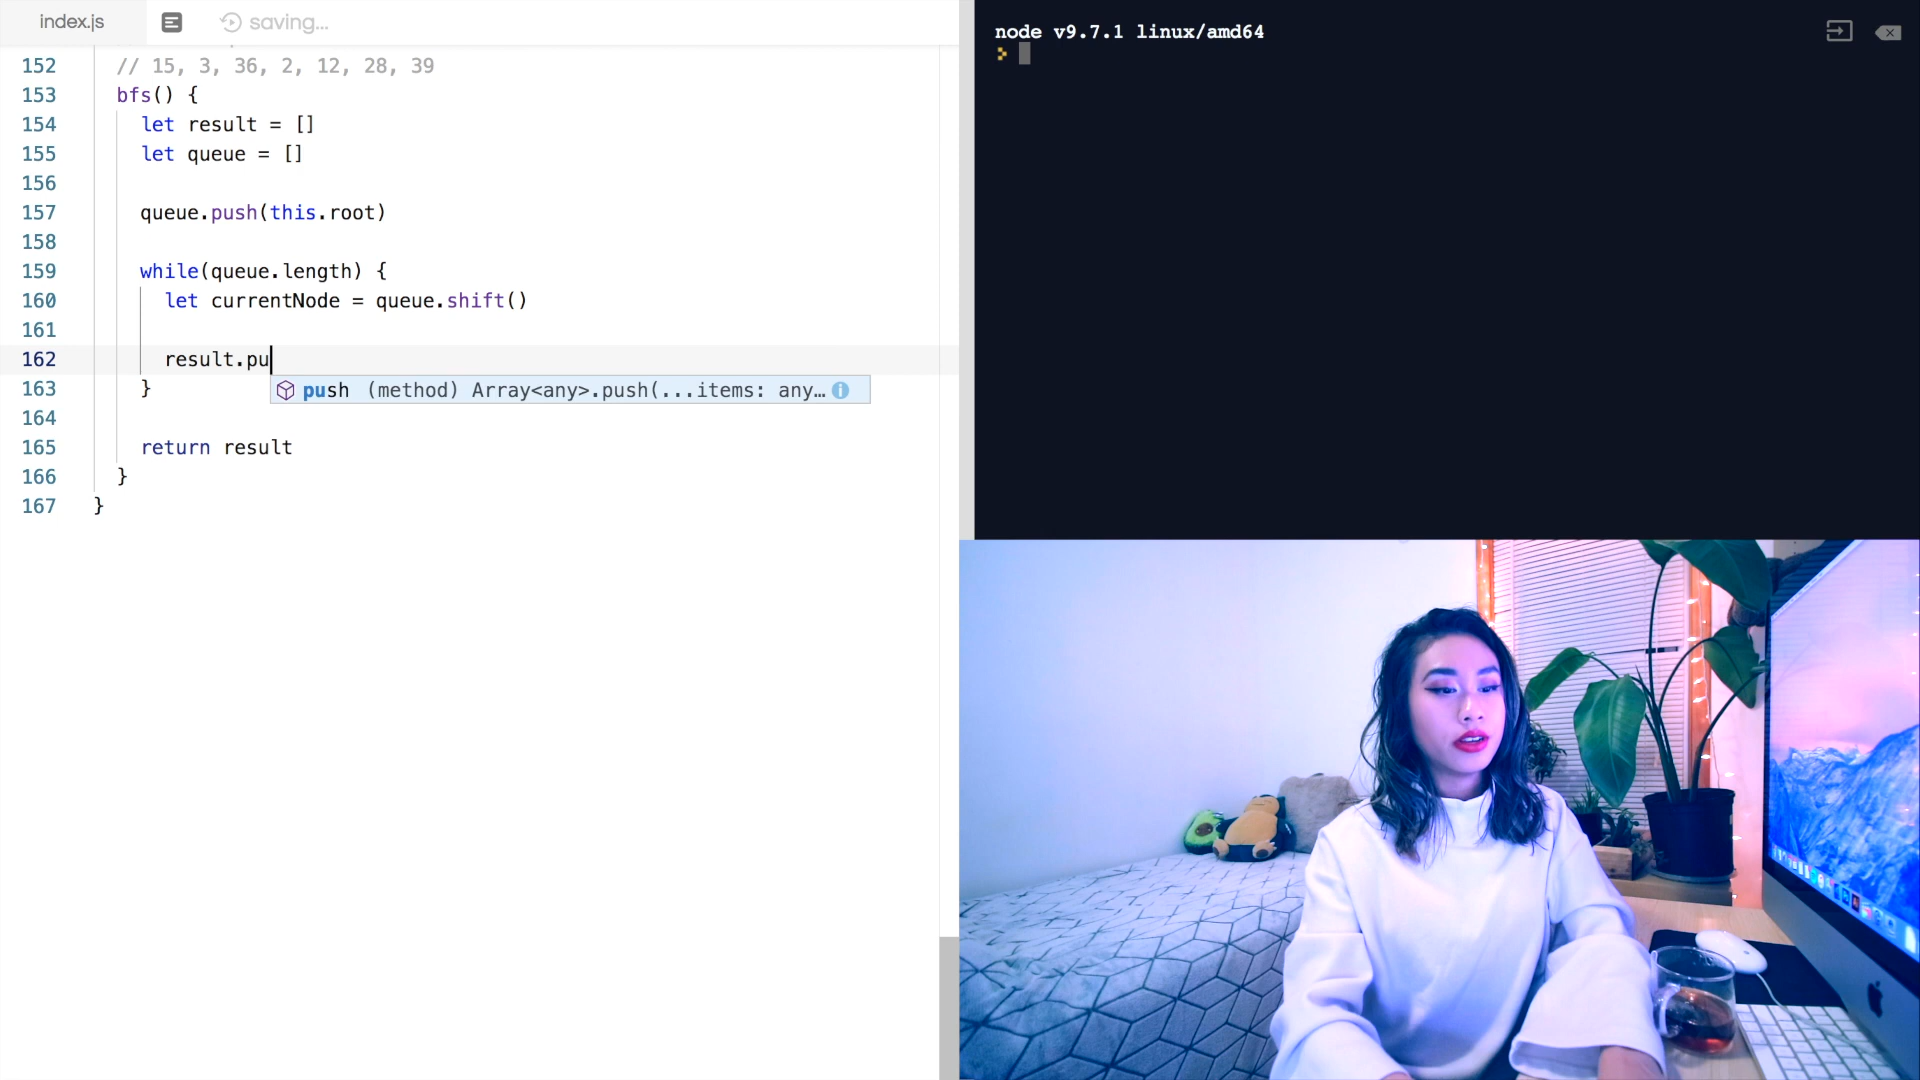 index.js saving...
152 // 15, 3, 36, 2, 12, 28, 39
153 bfs() {
154 let result = []
155 let queue = []
156
157 queue.push(this.root)
158
159 while(queue.length) {
160 let currentNode = queue.shift()
161
162 result.pu
163 }
push (method) Array<any>.push(...items: any…
164
165 return result
166 }
167 }
node v9.7.1 linux/amd64
>